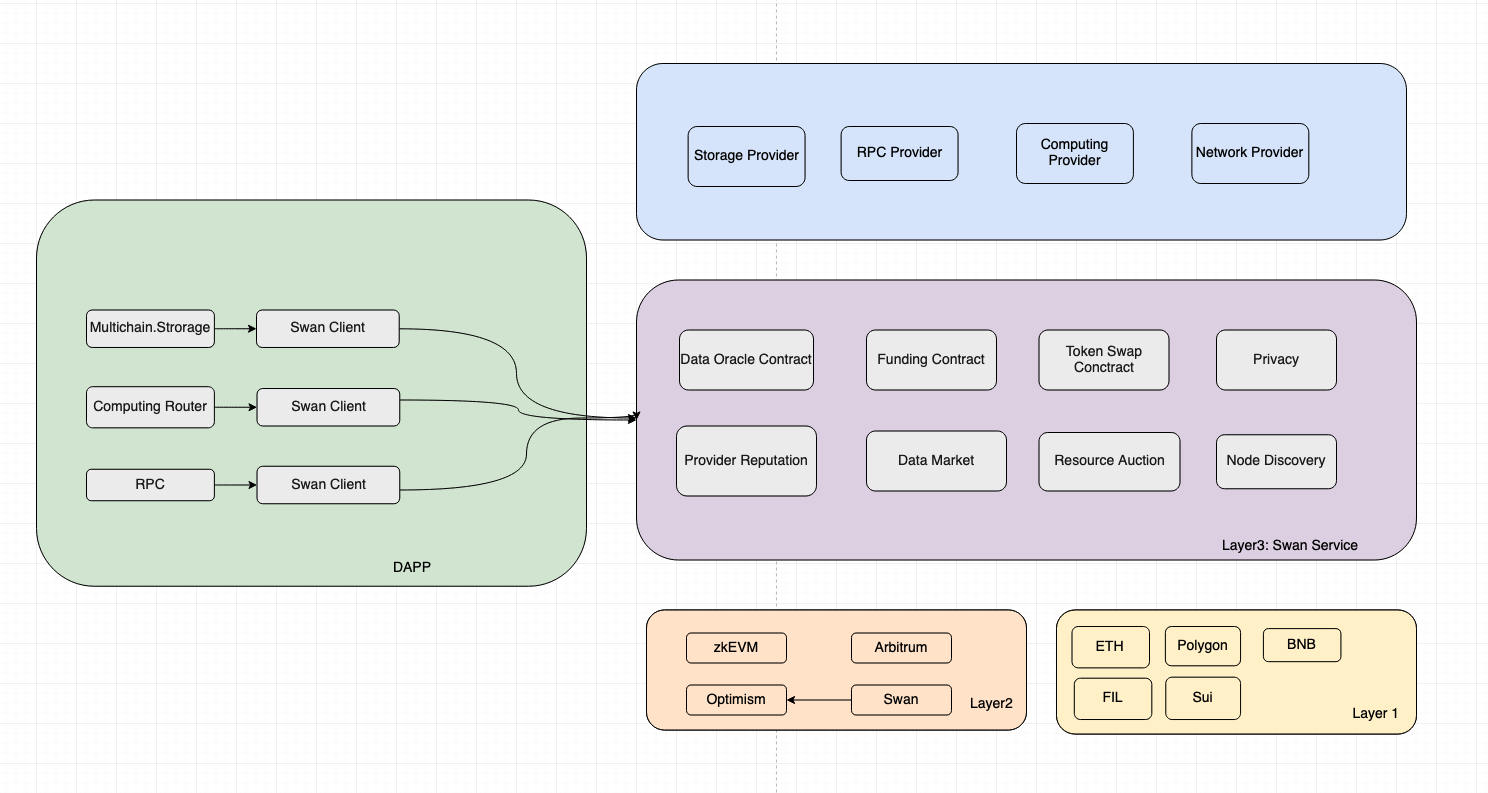 Storage Provider
RPC Provider
Computing
Provider
Network Provider
Multichain.Strorage
Swan Client
Computing Router
Swan Client
RPC
Swan Client
DAPP
Data Oracle Contract
Funding Contract
Token Swap
Conctract
Privacy
Provider Reputation
Data Market
Resource Auction
Node Discovery
Layer3: Swan Service
zkEVM
Arbitrum
Optimism
Swan
Layer2
ETH
Polygon
BNB
FIL
Sui
Layer 1